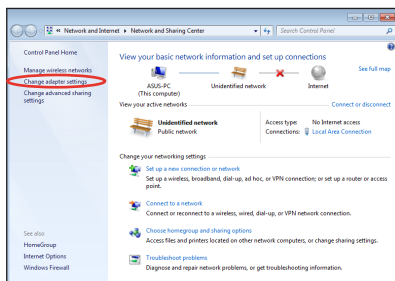 « Network and Internet ▸ Network and Sharing Center
Search Control Panel
Control Panel Home
Manage wireless networks
Change adapter settings
Change advanced sharing
settings
See also
HomeGroup
Internet Options
Windows Firewall
View your basic network information and set up connections
See full map
ASUS-PC
(This computer)
Unidentified network
Internet
View your active networks
Connect or disconnect
Unidentified network
Public network
Access type: No Internet access
Connections: Local Area Connection
Change your networking settings
Set up a new connection or network
Set up a wireless, broadband, dial-up, ad hoc, or VPN connection; or set up a router or access
point.
Connect to a network
Connect or reconnect to a wireless, wired, dial-up, or VPN network connection.
Choose homegroup and sharing options
Access files and printers located on other network computers, or change sharing settings.
Troubleshoot problems
Diagnose and repair network problems, or get troubleshooting information.